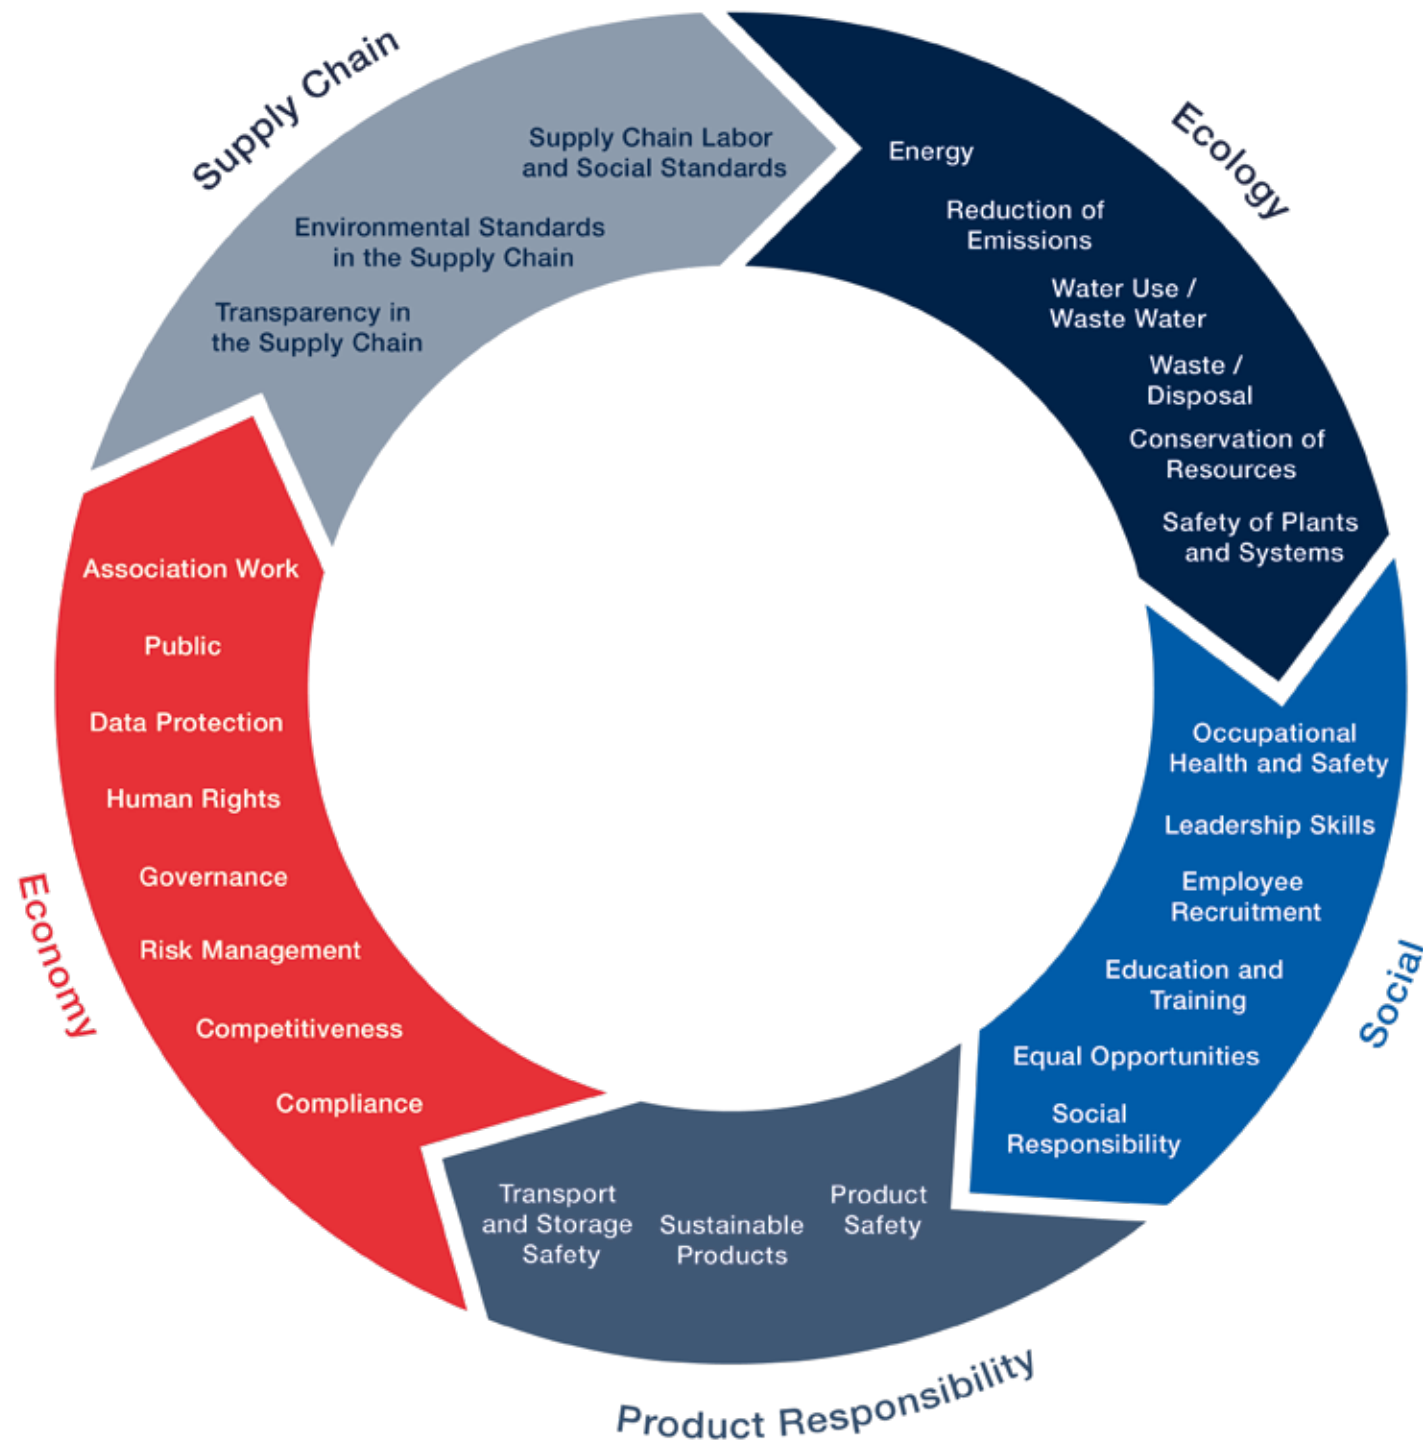 Supply Chain
Supply Chain Labor
and Social Standards
Environmental Standards
in the Supply Chain
Transparency in
the Supply Chain
Ecology
Energy
Reduction of
Emissions
Water Use /
Waste Water
Waste /
Disposal
Conservation of
Resources
Safety of Plants
and Systems
Social
Occupational
Health and Safety
Leadership Skills
Employee
Recruitment
Education and
Training
Equal Opportunities
Social
Responsibility
Product Responsibility
Product
Safety
Sustainable
Products
Transport
and Storage
Safety
Economy
Association Work
Public
Data Protection
Human Rights
Governance
Risk Management
Competitiveness
Compliance